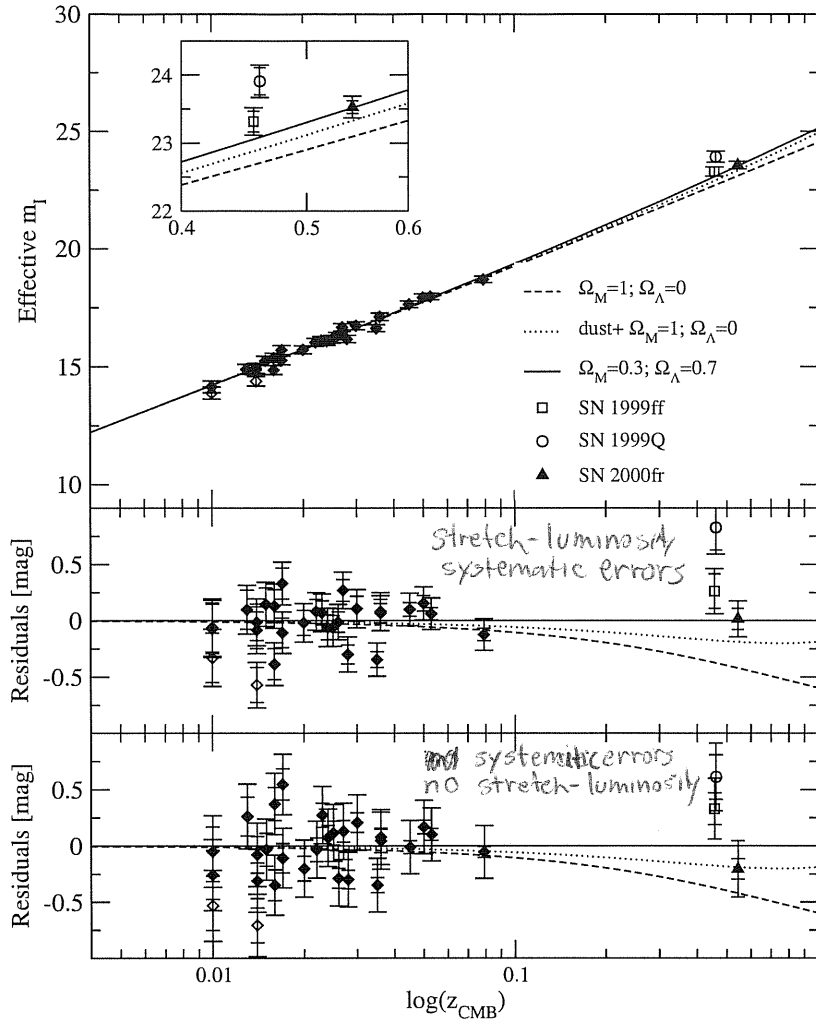 30
24
23
22
0.4
0.5
0.6
25
20
15
10
Effective m_I
Ω_M=1; Ω_Λ=0
dust+ Ω_M=1; Ω_Λ=0
Ω_M=0.3; Ω_Λ=0.7
SN 1999ff
SN 1999Q
SN 2000fr
Residuals [mag]
0.5
0
-0.5
stretch-luminosity
systematic errors
Residuals [mag]
0.5
0
-0.5
systematic errors
no stretch-luminosity
0.01
0.1
log(z_CMB)